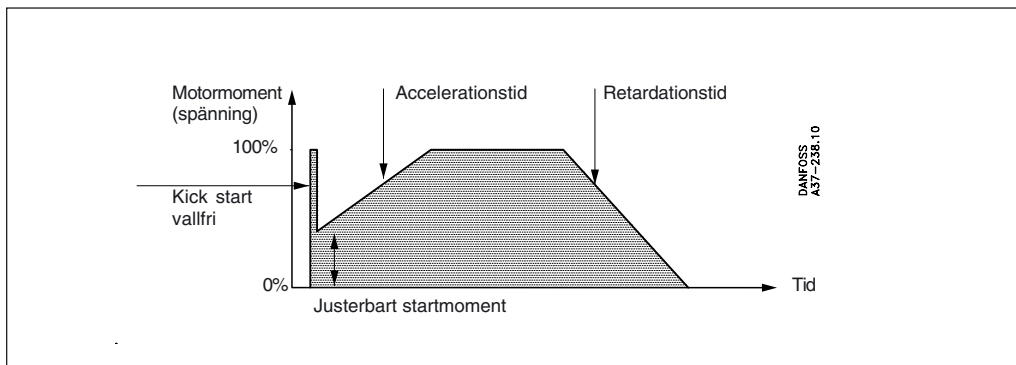 Motormoment
(spänning)
Accelerationstid
Retardationstid
100%
Kick start
vallfri
0%
Justerbart startmoment
Tid
DANFOSS
A37-238.10